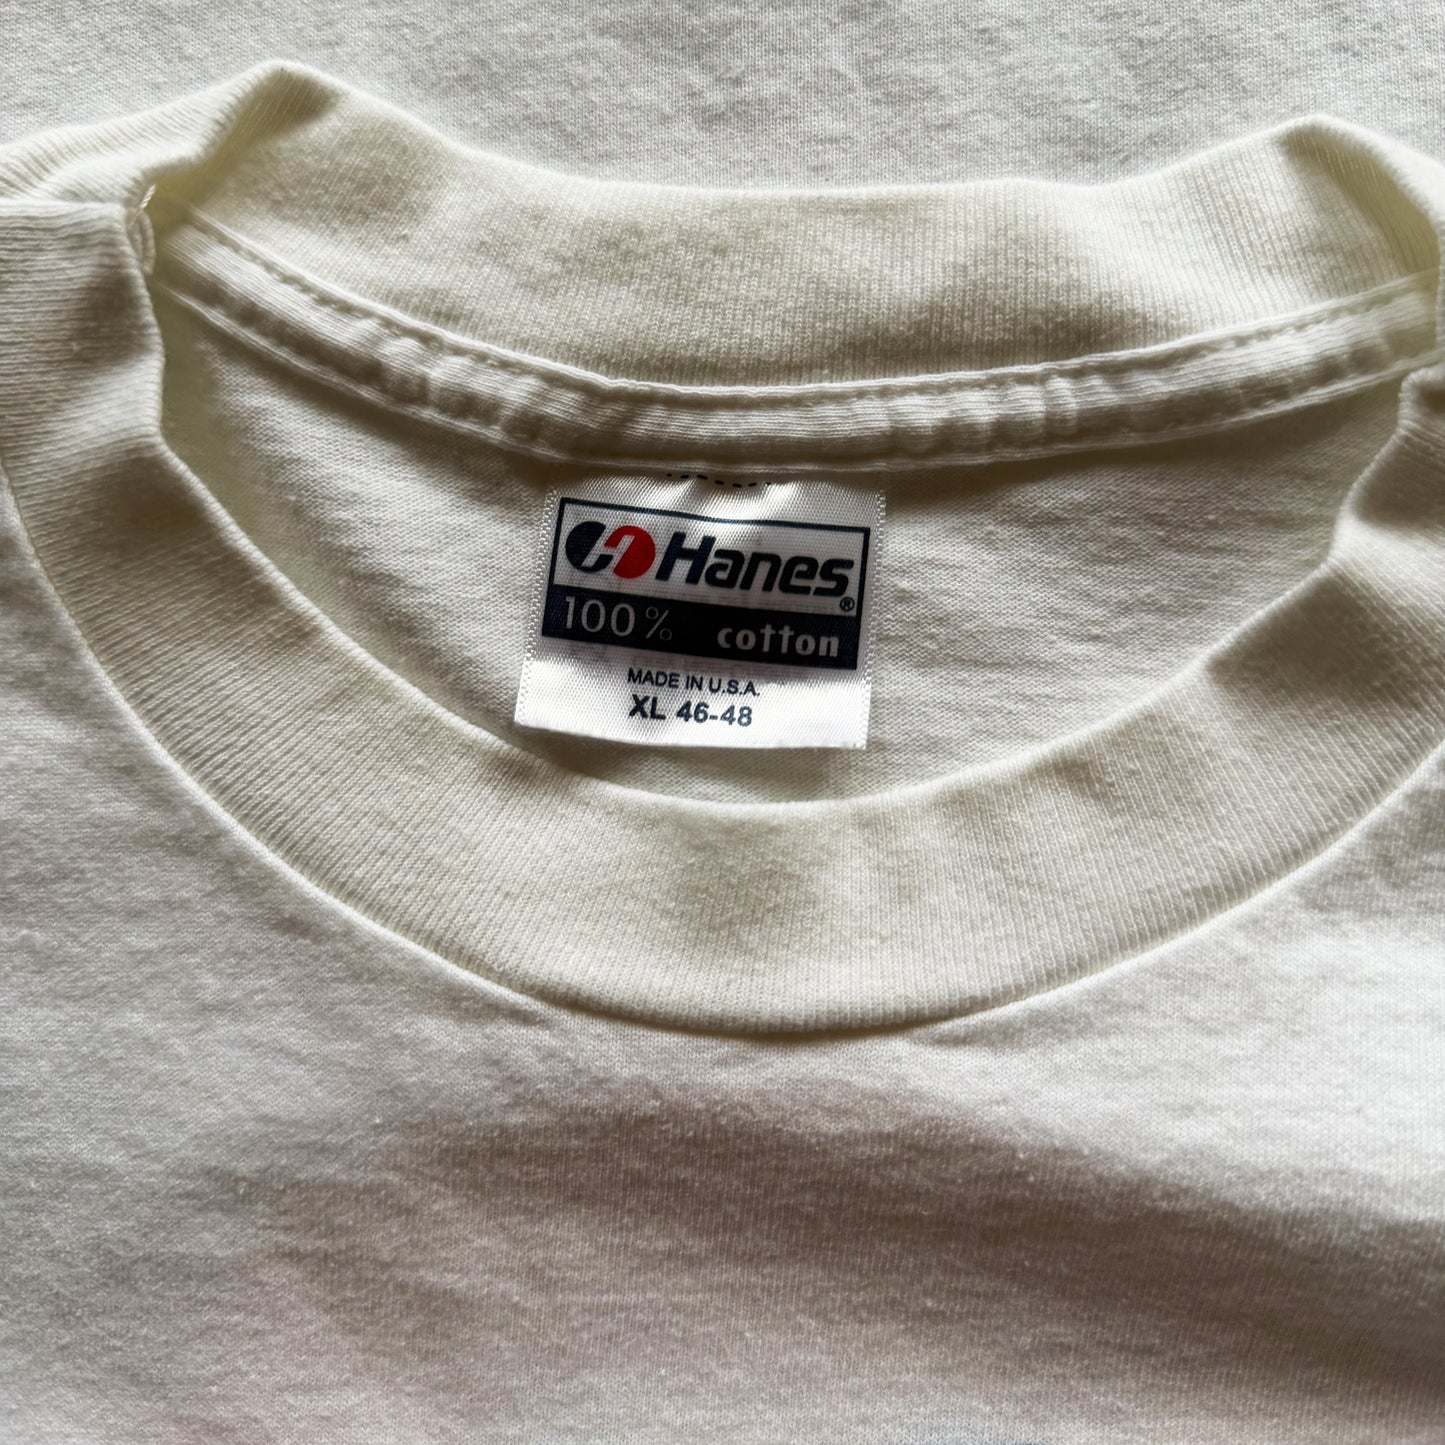 Hanes®
100% cotton
MADE IN U.S.A.
XL 46-48